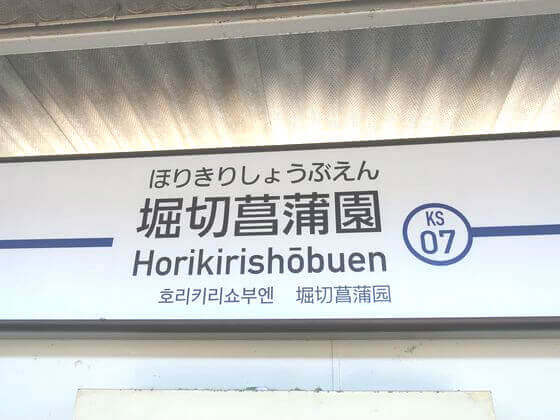 ほりきりしょうぶえん
堀切菖蒲園
Horikirishōbuen
호리키리쇼부엔 堀切菖蒲园
KS
07